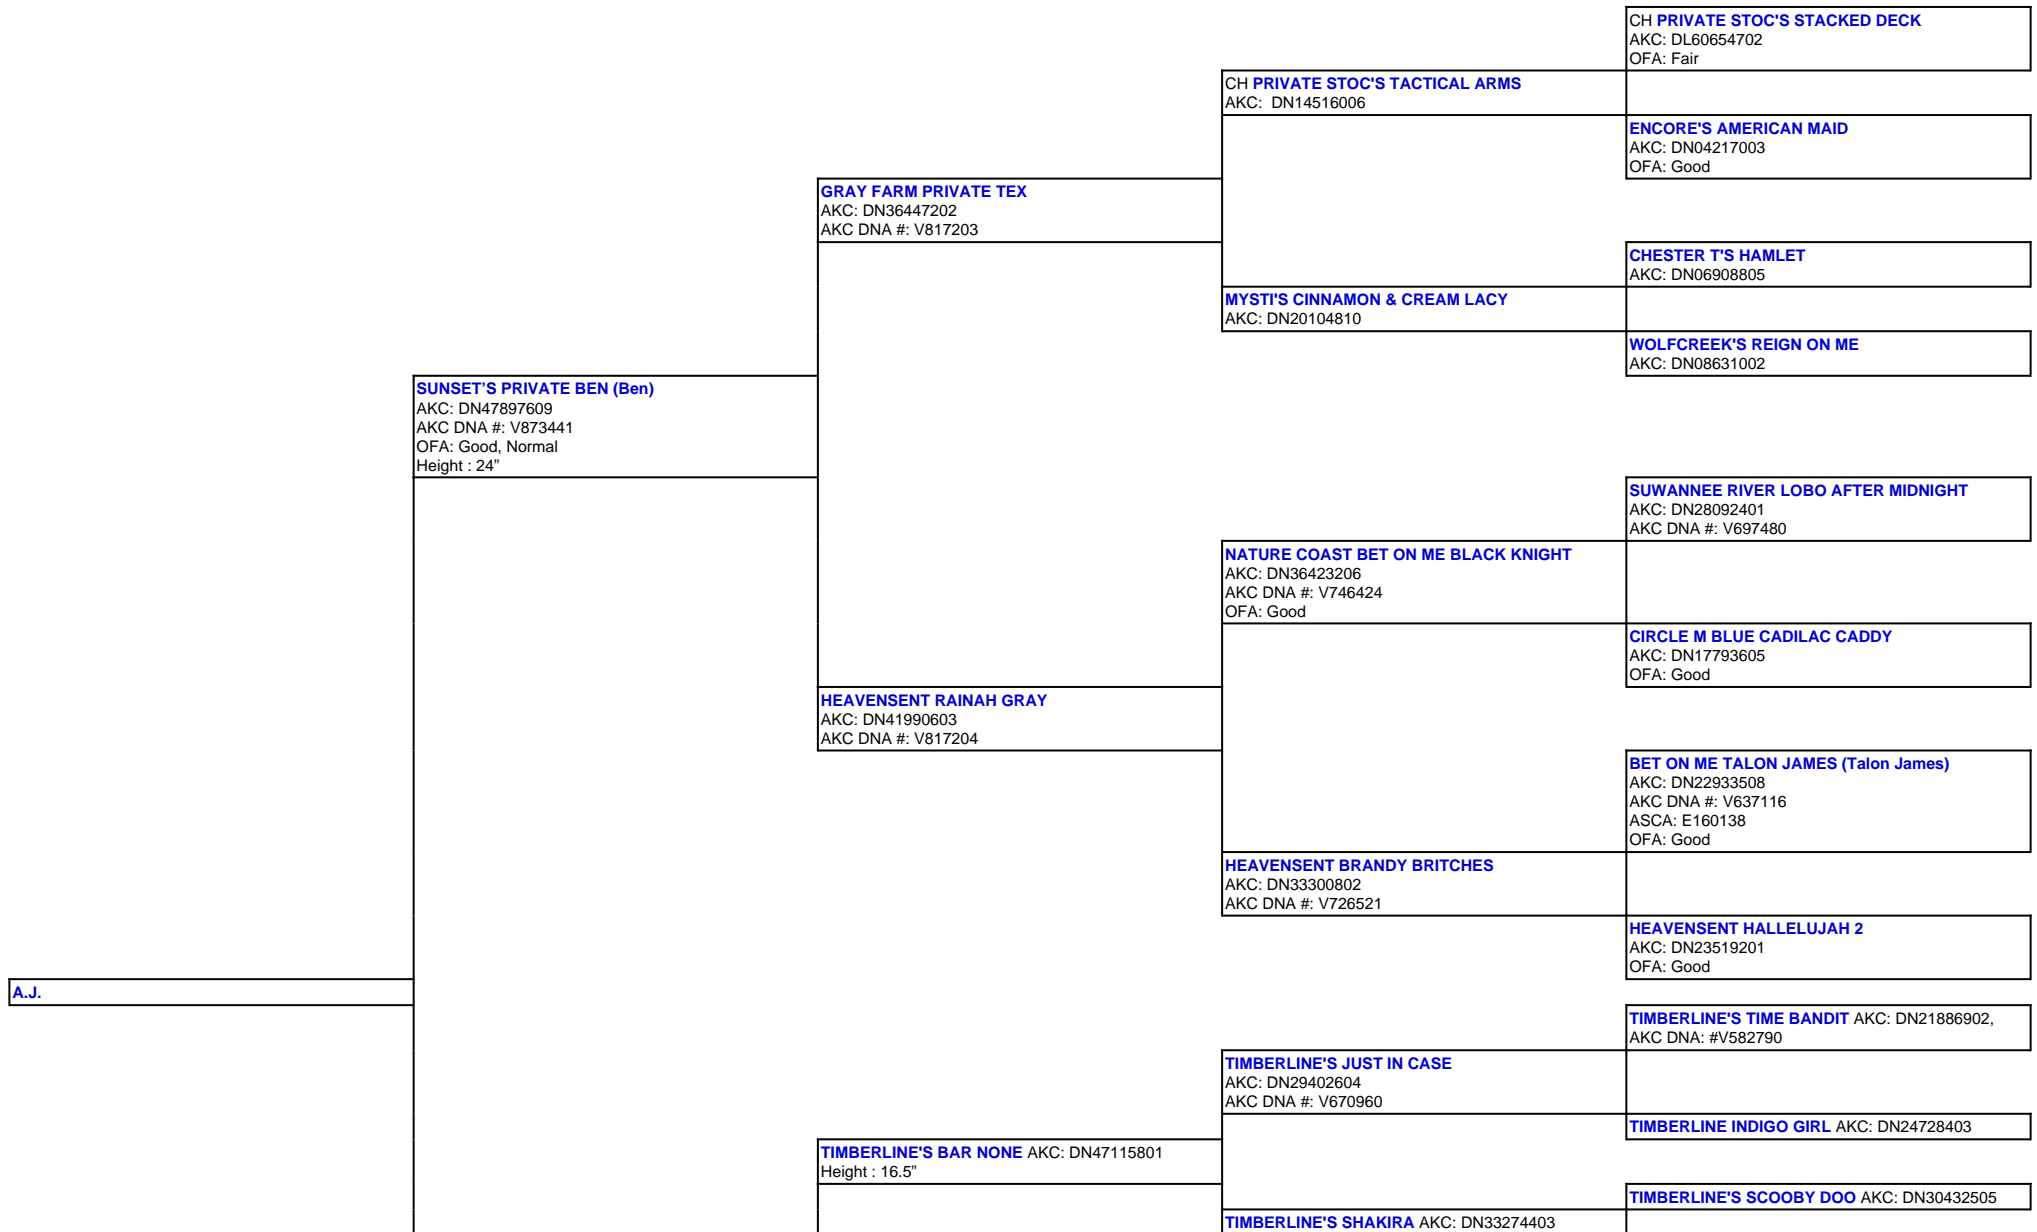 CH PRIVATE STOC'S STACKED DECK
AKC: DL60654702
OFA: Fair
CH PRIVATE STOC'S TACTICAL ARMS
AKC:  DN14516006
ENCORE'S AMERICAN MAID
AKC: DN04217003
OFA: Good
GRAY FARM PRIVATE TEX
AKC: DN36447202
AKC DNA #: V817203
CHESTER T'S HAMLET
AKC: DN06908805
MYSTI'S CINNAMON & CREAM LACY
AKC: DN20104810
WOLFCREEK'S REIGN ON ME
AKC: DN08631002
SUNSET’S PRIVATE BEN (Ben)
AKC: DN47897609
AKC DNA #: V873441
OFA: Good, Normal
Height : 24”
SUWANNEE RIVER LOBO AFTER MIDNIGHT
AKC: DN28092401
AKC DNA #: V697480
NATURE COAST BET ON ME BLACK KNIGHT
AKC: DN36423206
AKC DNA #: V746424
OFA: Good
CIRCLE M BLUE CADILAC CADDY
AKC: DN17793605
OFA: Good
HEAVENSENT RAINAH GRAY
AKC: DN41990603
AKC DNA #: V817204
BET ON ME TALON JAMES (Talon James)
AKC: DN22933508
AKC DNA #: V637116
ASCA: E160138
OFA: Good
HEAVENSENT BRANDY BRITCHES
AKC: DN33300802
AKC DNA #: V726521
HEAVENSENT HALLELUJAH 2
AKC: DN23519201
OFA: Good
A.J.
TIMBERLINE'S TIME BANDIT AKC: DN21886902,
AKC DNA: #V582790
TIMBERLINE'S JUST IN CASE
AKC: DN29402604
AKC DNA #: V670960
TIMBERLINE INDIGO GIRL AKC: DN24728403
TIMBERLINE'S BAR NONE AKC: DN47115801
Height : 16.5”
TIMBERLINE'S SCOOBY DOO AKC: DN30432505
TIMBERLINE'S SHAKIRA AKC: DN33274403